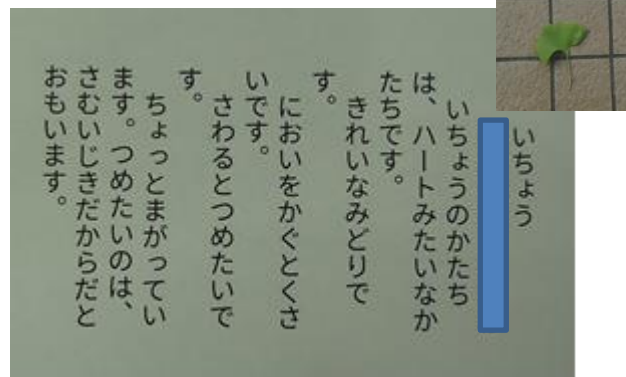 いちょう
いちょうのかたち
は、ハートみたいなか
たちです。
きれいなみどりで
す。
においをかぐとくさ
いです。
さわるとつめたいで
す。
ちょっとまがってい
ます。つめたいのは、
さむいじきだからだと
おもいます。